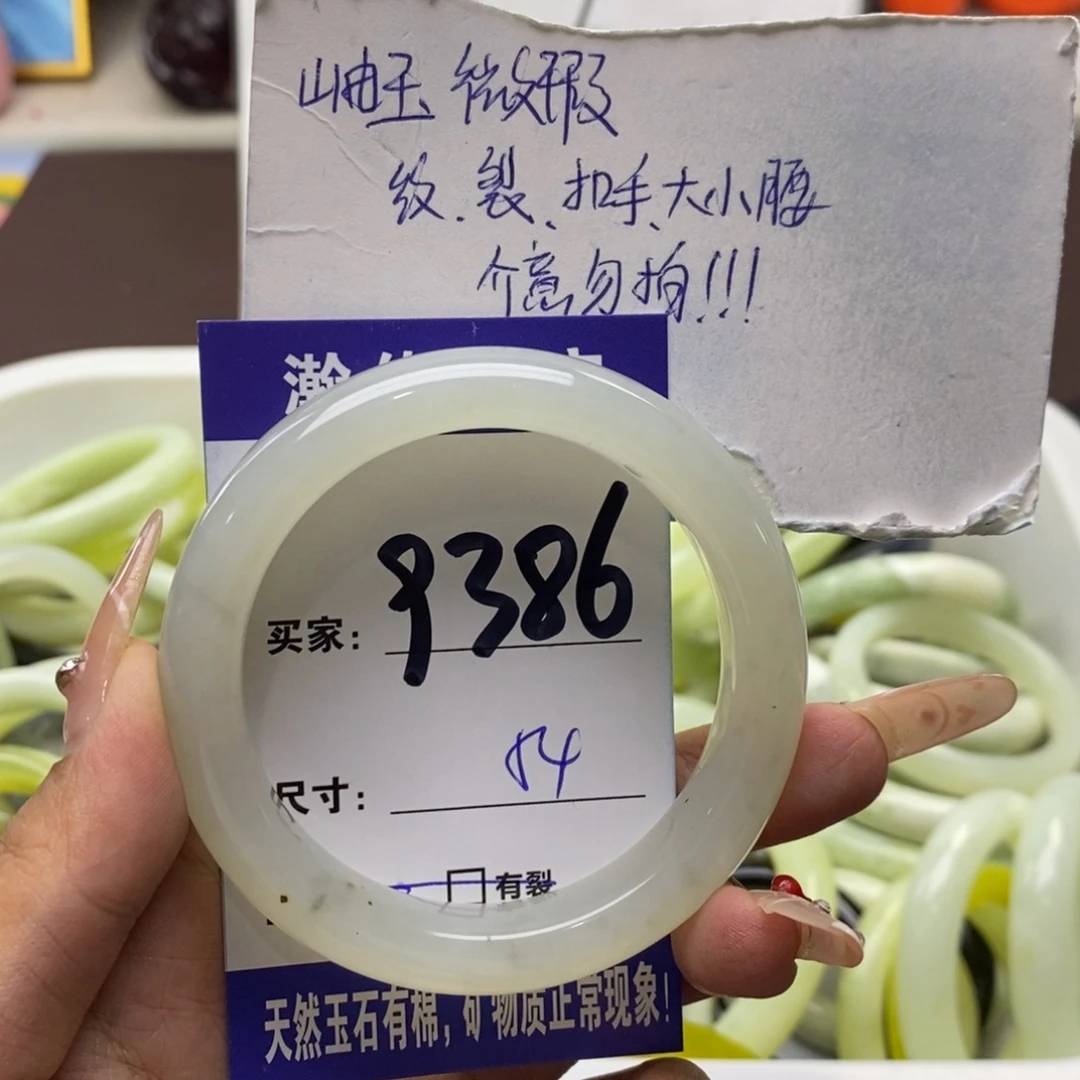 岫玉 微瑕
纹、裂、扣手、大小腰
介意勿拍!!!
瀚
买家: 9386
尺寸: 54
有裂
天然玉石有棉,矿物质正常现象!